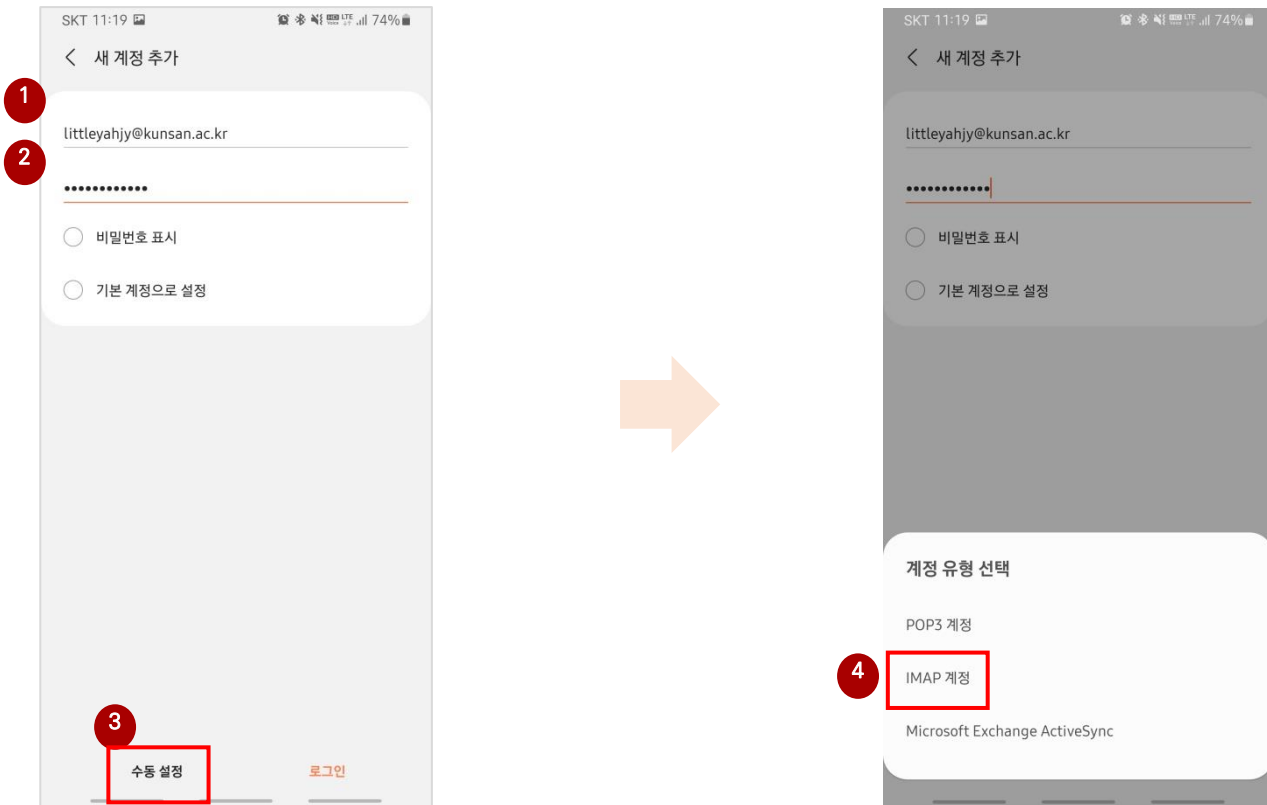 SKT 11:19 74%
새 계정 추가
1
littleyahjy@kunsan.ac.kr
2
••••••••••••
비밀번호 표시
기본 계정으로 설정
3
수동 설정
로그인
SKT 11:19 74%
새 계정 추가
littleyahjy@kunsan.ac.kr
••••••••••••
비밀번호 표시
기본 계정으로 설정
계정 유형 선택
POP3 계정
4
IMAP 계정
Microsoft Exchange ActiveSync